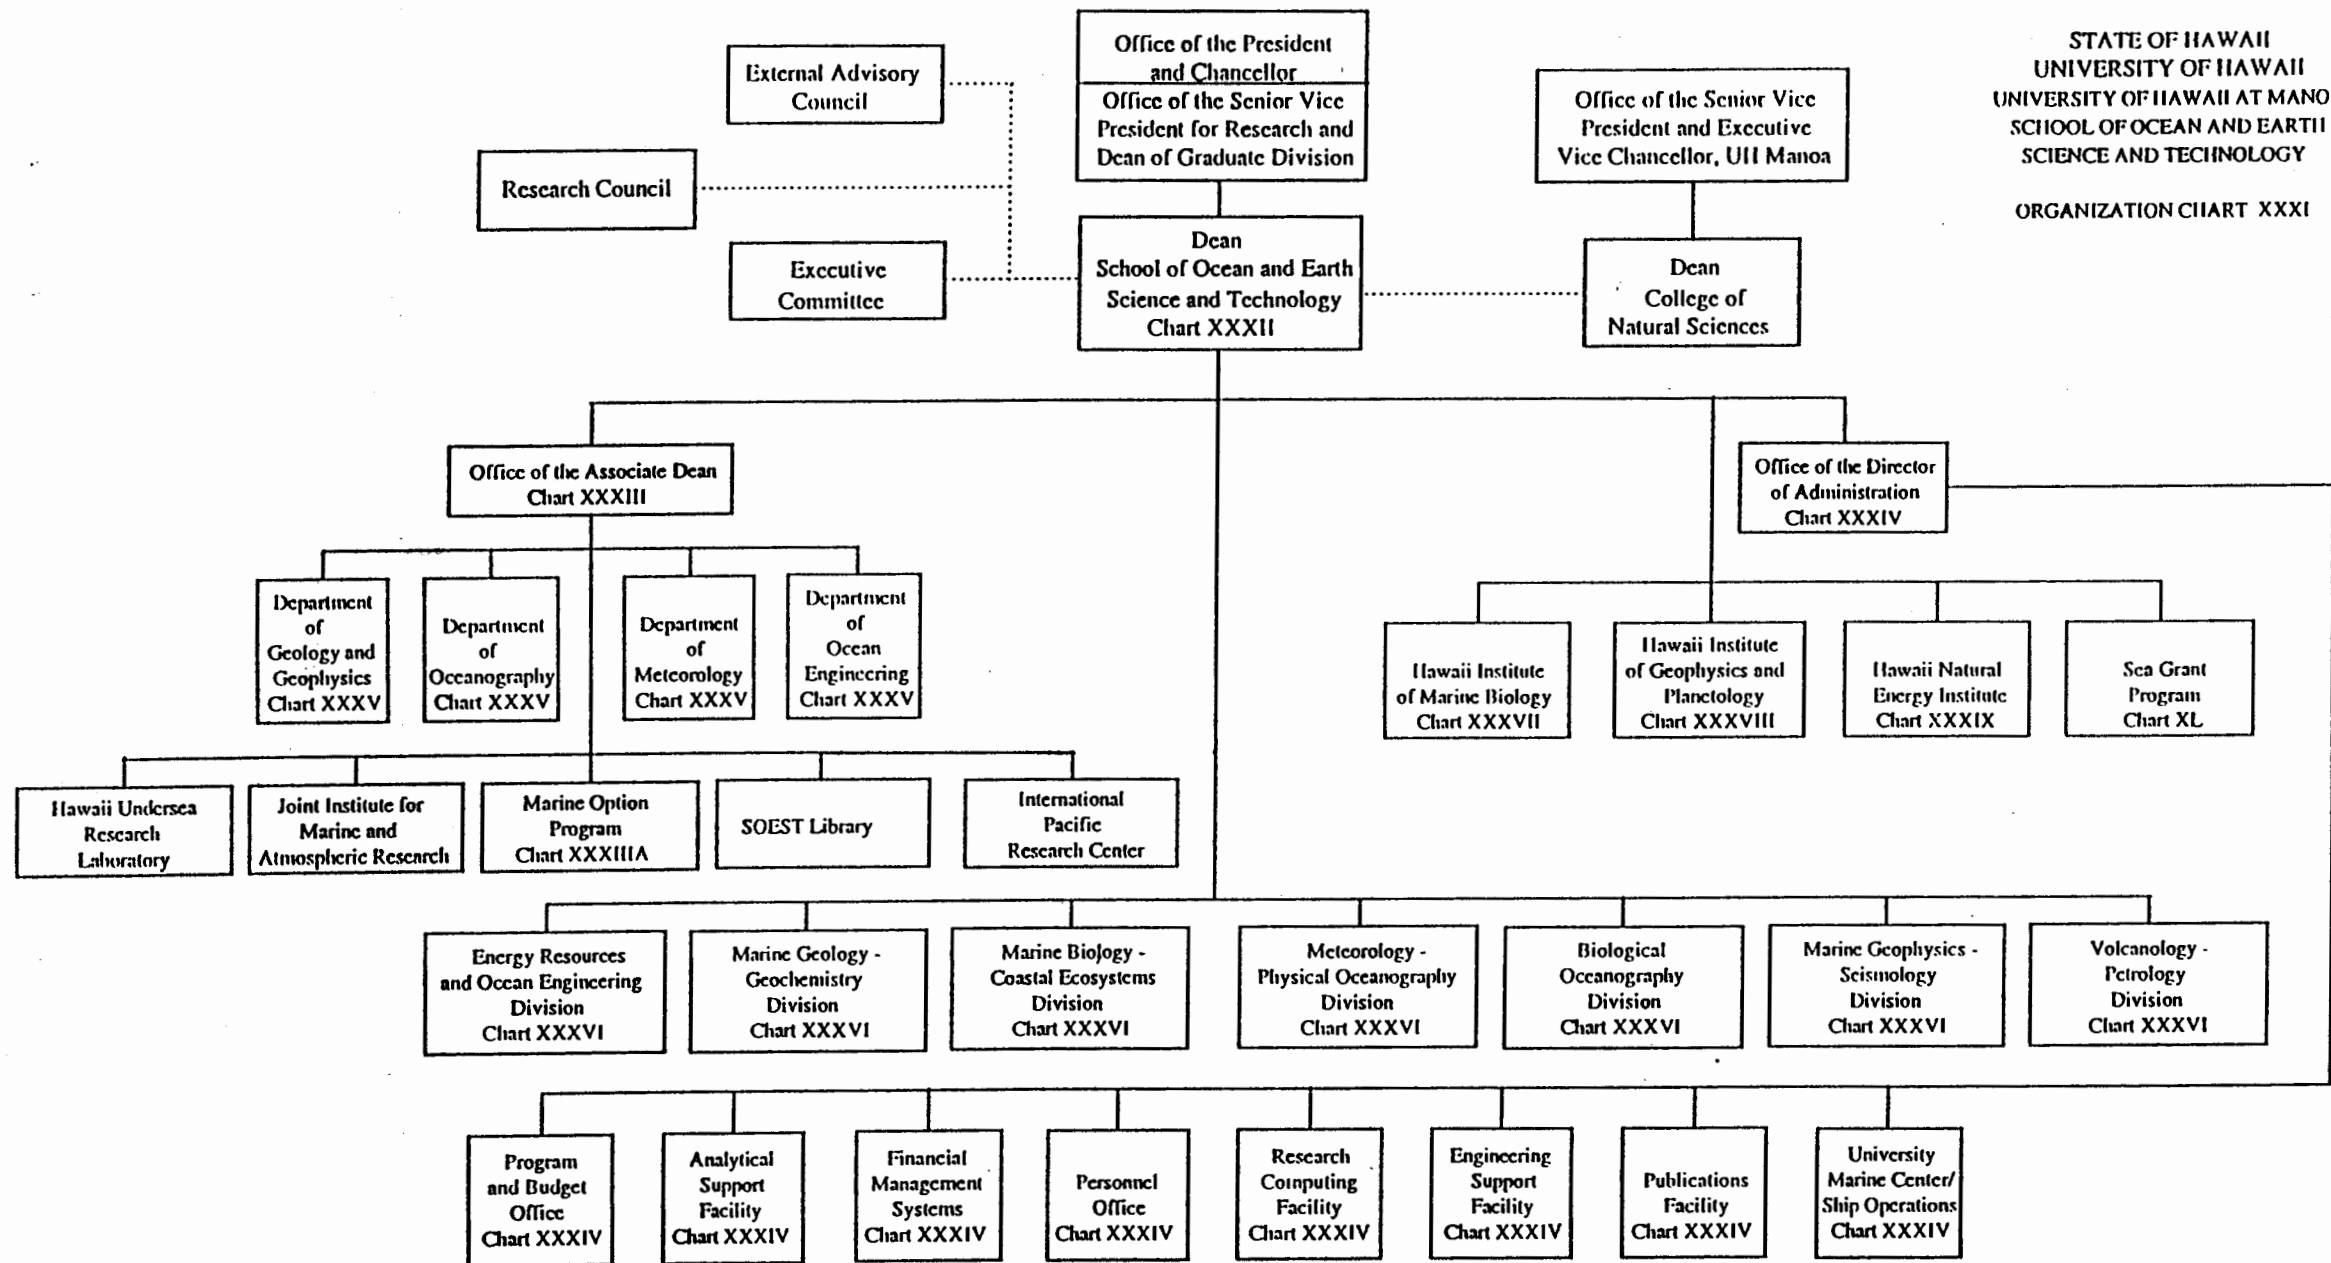 STATE OF HAWAII
UNIVERSITY OF HAWAII
UNIVERSITY OF HAWAII AT MANO
SCHOOL OF OCEAN AND EARTH
SCIENCE AND TECHNOLOGY
ORGANIZATION CHART XXXI
Office of the President
and Chancellor
Office of the Senior Vice
President for Research and
Dean of Graduate Division
External Advisory
Council
Research Council
Executive
Committee
Office of the Senior Vice
President and Executive
Vice Chancellor, UH Manoa
Dean
School of Ocean and Earth
Science and Technology
Chart XXXII
Dean
College of
Natural Sciences
Office of the Associate Dean
Chart XXXIII
Office of the Director
of Administration
Chart XXXIV
Department
of
Geology and
Geophysics
Chart XXXV
Department
of
Oceanography
Chart XXXV
Department
of
Meteorology
Chart XXXV
Department
of
Ocean
Engineering
Chart XXXV
Hawaii Institute
of Marine Biology
Chart XXXVII
Hawaii Institute
of Geophysics and
Planetology
Chart XXXVIII
Hawaii Natural
Energy Institute
Chart XXXIX
Sea Grant
Program
Chart XL
Hawaii Undersea
Research
Laboratory
Joint Institute for
Marine and
Atmospheric Research
Marine Option
Program
Chart XXXIIIA
SOEST Library
International
Pacific
Research Center
Energy Resources
and Ocean Engineering
Division
Chart XXXVI
Marine Geology -
Geochemistry
Division
Chart XXXVI
Marine Biology -
Coastal Ecosystems
Division
Chart XXXVI
Meteorology -
Physical Oceanography
Division
Chart XXXVI
Biological
Oceanography
Division
Chart XXXVI
Marine Geophysics -
Seismology
Division
Chart XXXVI
Volcanology -
Petrology
Division
Chart XXXVI
Program
and Budget
Office
Chart XXXIV
Analytical
Support
Facility
Chart XXXIV
Financial
Management
Systems
Chart XXXIV
Personnel
Office
Chart XXXIV
Research
Computing
Facility
Chart XXXIV
Engineering
Support
Facility
Chart XXXIV
Publications
Facility
Chart XXXIV
University
Marine Center/
Ship Operations
Chart XXXIV